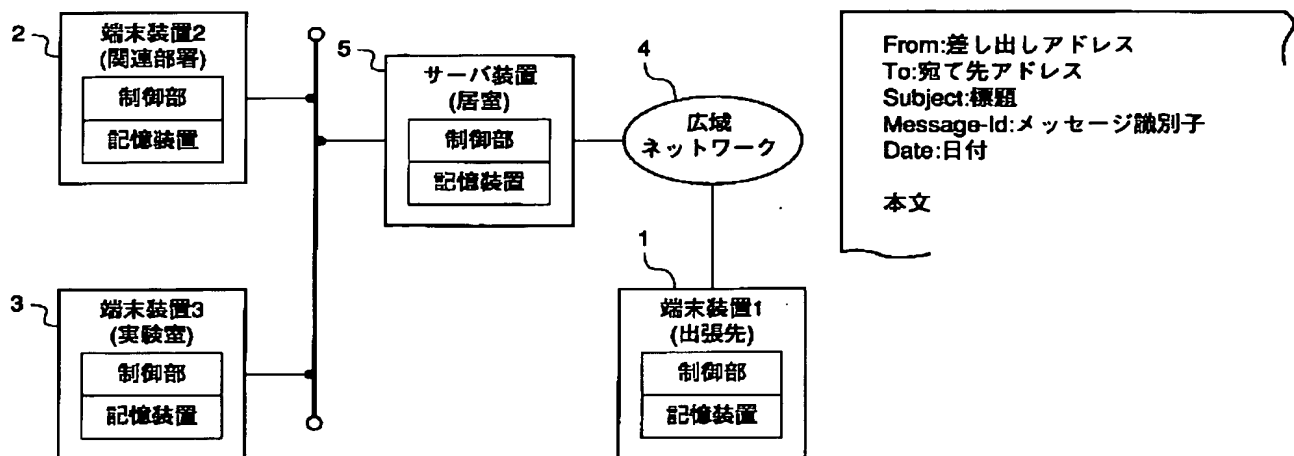 2
端末装置2
(関連部署)
制御部
記憶装置
5
サーバ装置
(居室)
制御部
記憶装置
4
広域
ネットワーク
From:差し出しアドレス
To:宛て先アドレス
Subject:標題
Message-Id:メッセージ識別子
Date:日付
本文
3
端末装置3
(実験室)
制御部
記憶装置
1
端末装置1
(出張先)
制御部
記憶装置